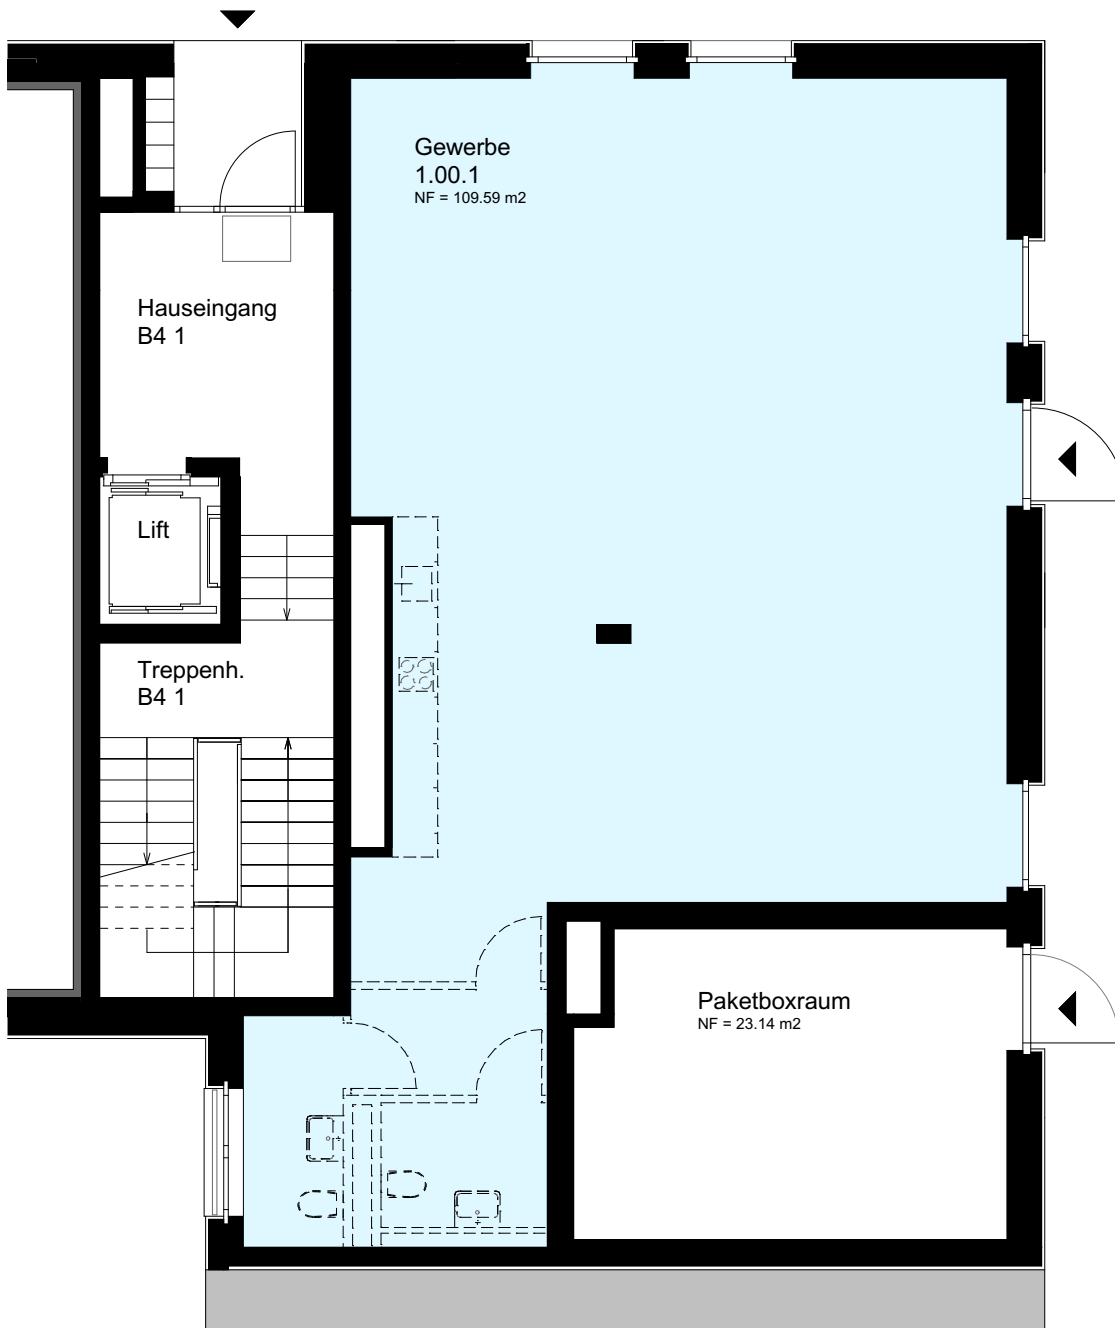 Gewerbe
1.00.1
NF = 109.59 m2
Hauseingang
B4 1
Lift
Treppenh.
B4 1
Paketboxraum
NF = 23.14 m2